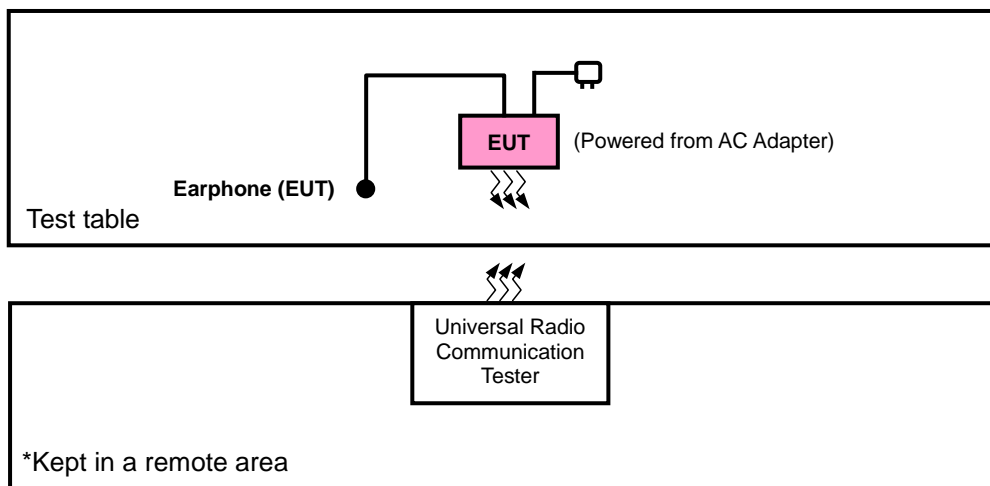 EUT
(Powered from AC Adapter)
Earphone (EUT)
Test table
Universal Radio
Communication
Tester
*Kept in a remote area